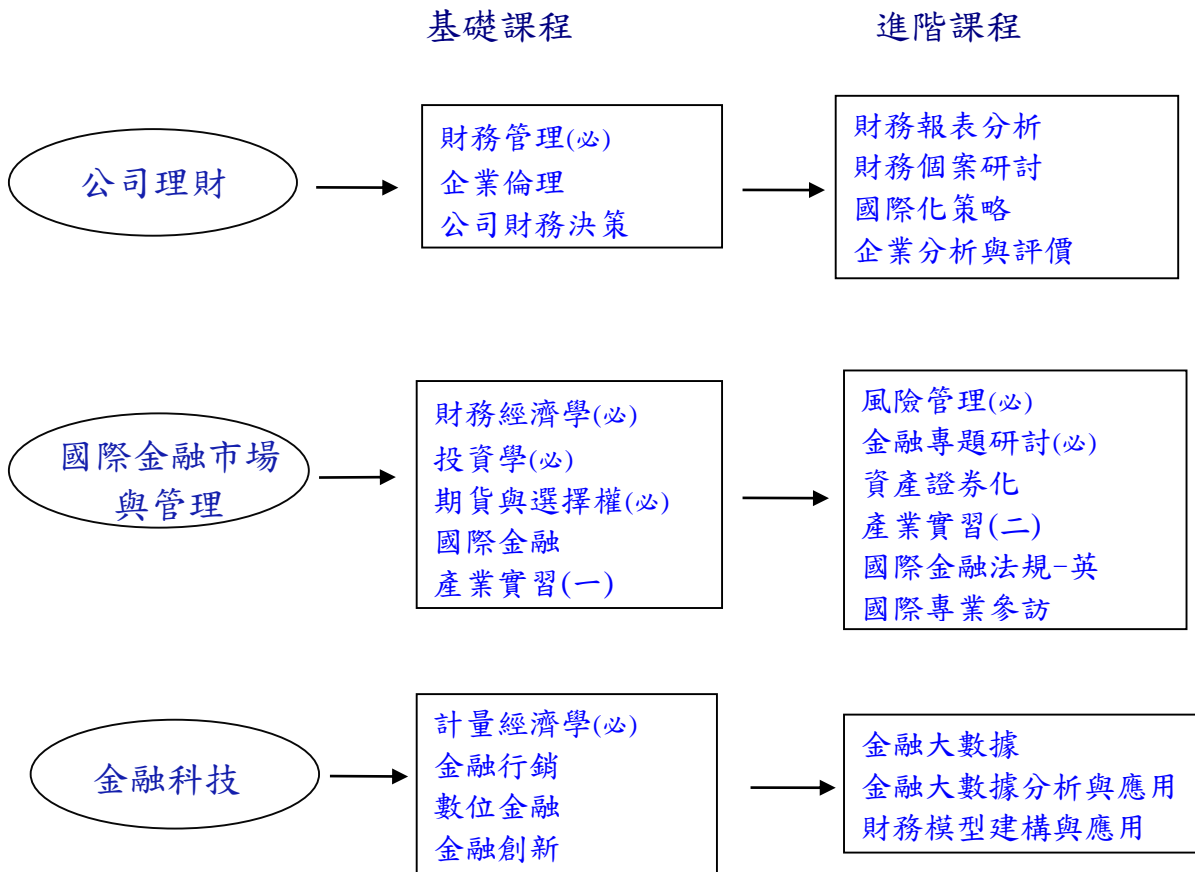 基礎課程
進階課程
公司理財
財務管理(必)
企業倫理
公司財務決策
財務報表分析
財務個案研討
國際化策略
企業分析與評價
國際金融市場
與管理
財務經濟學(必)
投資學(必)
期貨與選擇權(必)
國際金融
產業實習(一)
風險管理(必)
金融專題研討(必)
資產證券化
產業實習(二)
國際金融法規-英
國際專業參訪
金融科技
計量經濟學(必)
金融行銷
數位金融
金融創新
金融大數據
金融大數據分析與應用
財務模型建構與應用